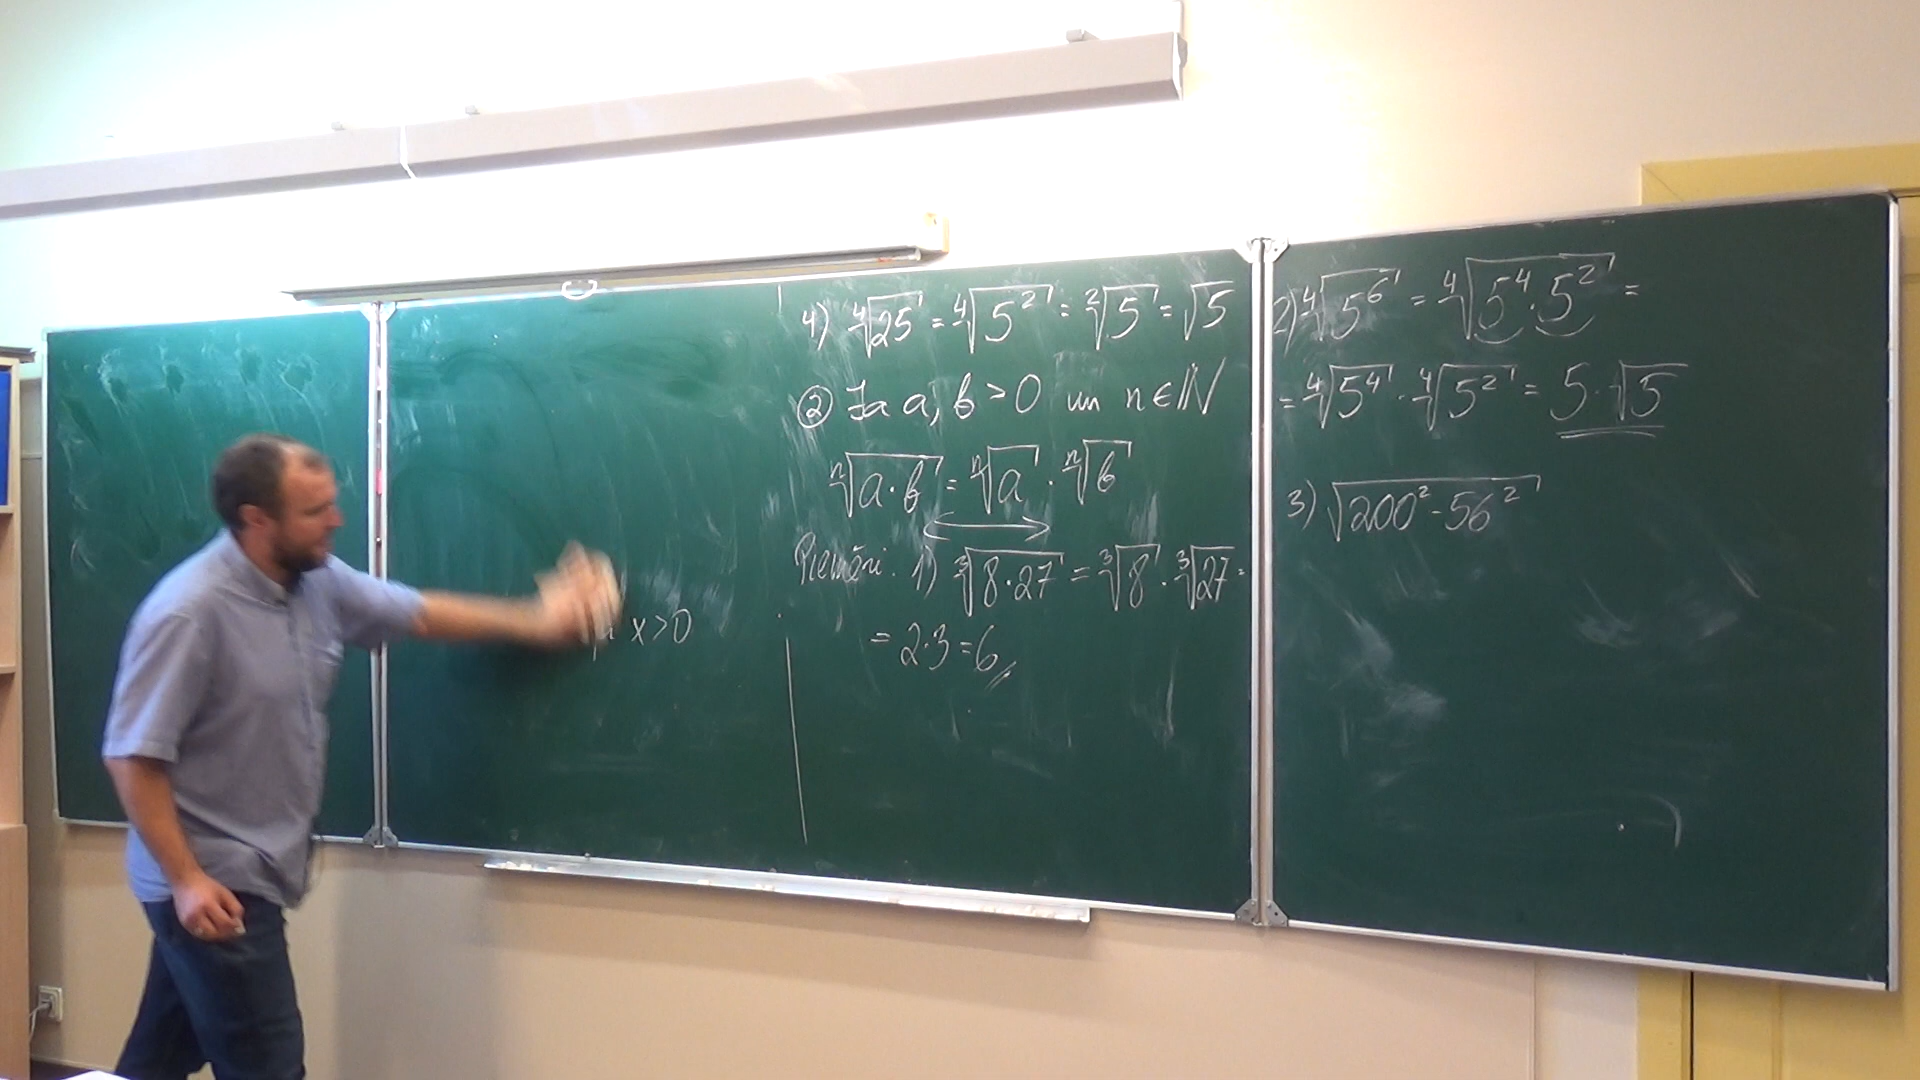 x>0
4) ⁴√25 = ⁴√5² = ²√5 = √5
② Ja a, b > 0 un n∈ℕ
ⁿ√a·b = ⁿ√a · ⁿ√b
Piemēri. 1) ³√8·27 = ³√8 · ³√27 =
= 2·3 = 6
2) ⁴√5⁶ = ⁴√5⁴·5² =
= ⁴√5⁴ · ⁴√5² = 5·√5
3) √200² - 56²